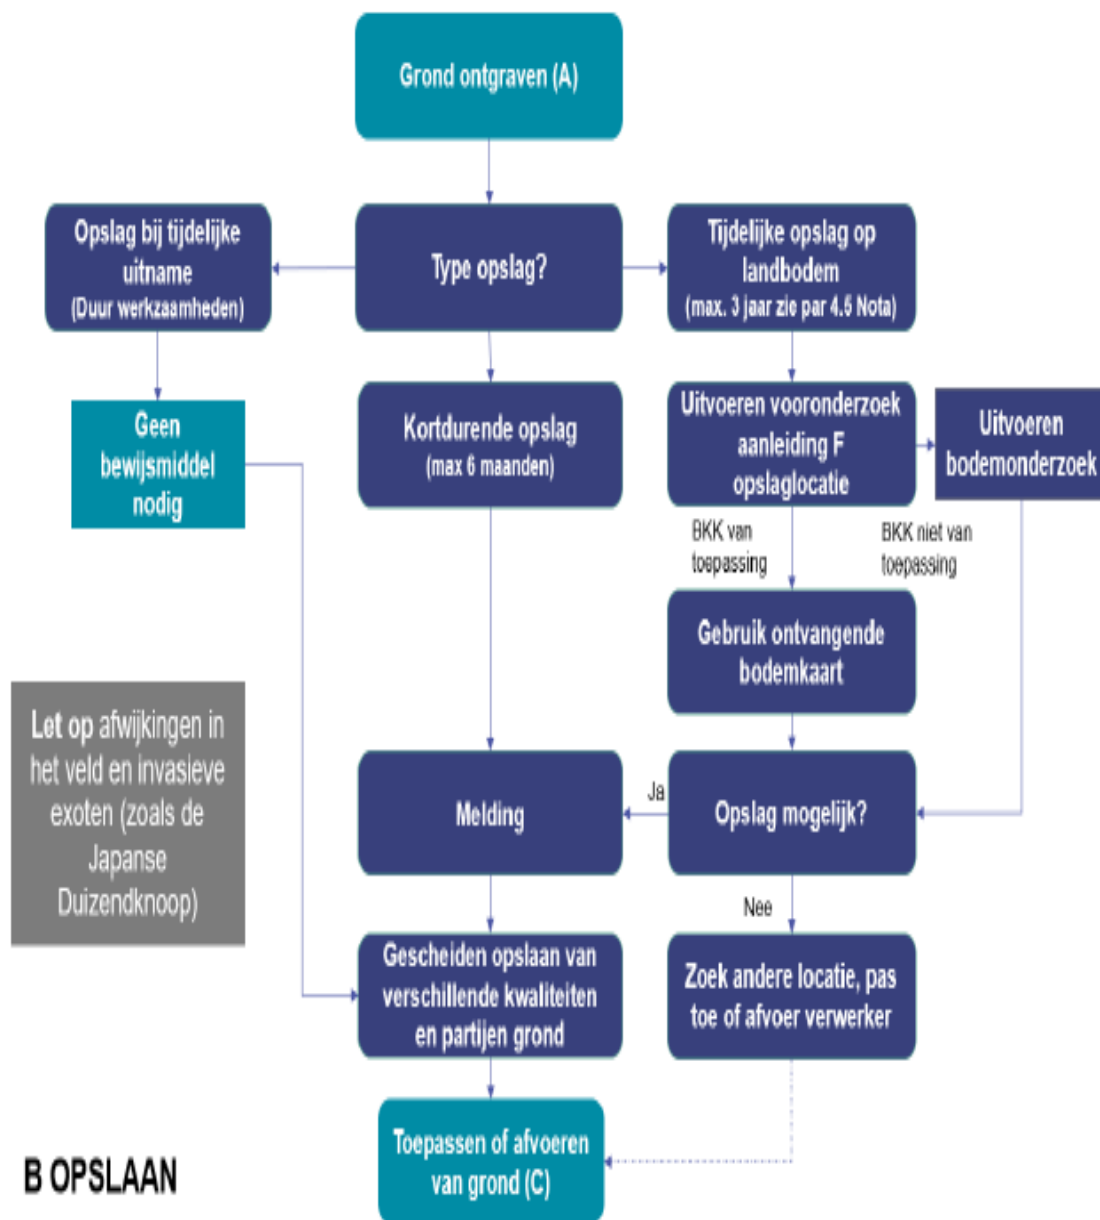 Grond ontgraven (A)
Opslag bij tijdelijke
uitname
(Duur werkzaamheden)
Type opslag?
Tijdelijke opslag op
landbodem
(max. 3 jaar zie par 4.5 Nota)
Geen
bewijsmiddel
nodig
Kortdurende opslag
(max 6 maanden)
Uitvoeren vooronderzoek
aanleiding F
opslaglocatie
Uitvoeren
bodemonderzoek
BKK van
toepassing
BKK niet van
toepassing
Gebruik ontvangende
bodemkaart
Let op afwijkingen in
het veld en invasieve
exoten (zoals de
Japanse
Duizendknoop)
Melding
Ja
Opslag mogelijk?
Nee
Gescheiden opslaan van
verschillende kwaliteiten
en partijen grond
Zoek andere locatie, pas
toe of afvoer verwerker
Toepassen of afvoeren
van grond (C)
B OPSLAAN